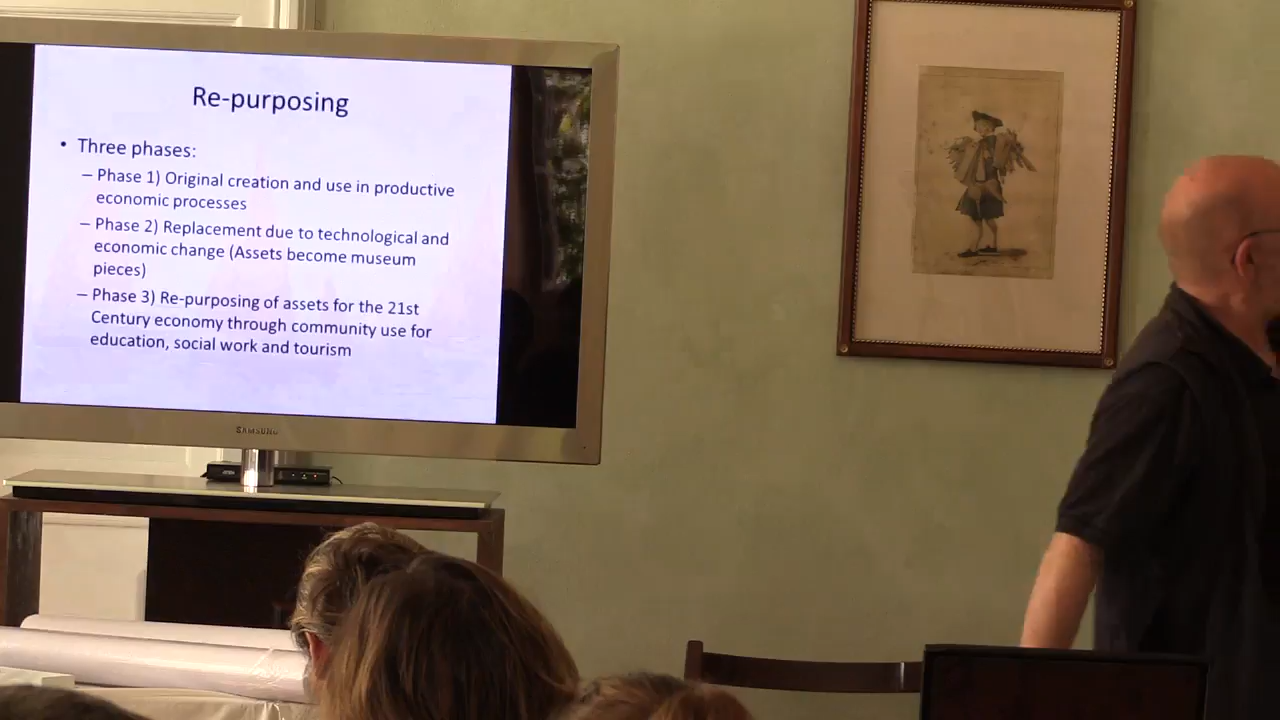 Re-purposing
• Three phases:
– Phase 1) Original creation and use in productive
economic processes
– Phase 2) Replacement due to technological and
economic change (Assets become museum
pieces)
– Phase 3) Re-purposing of assets for the 21st
Century economy through community use for
education, social work and tourism
SAMSUNG